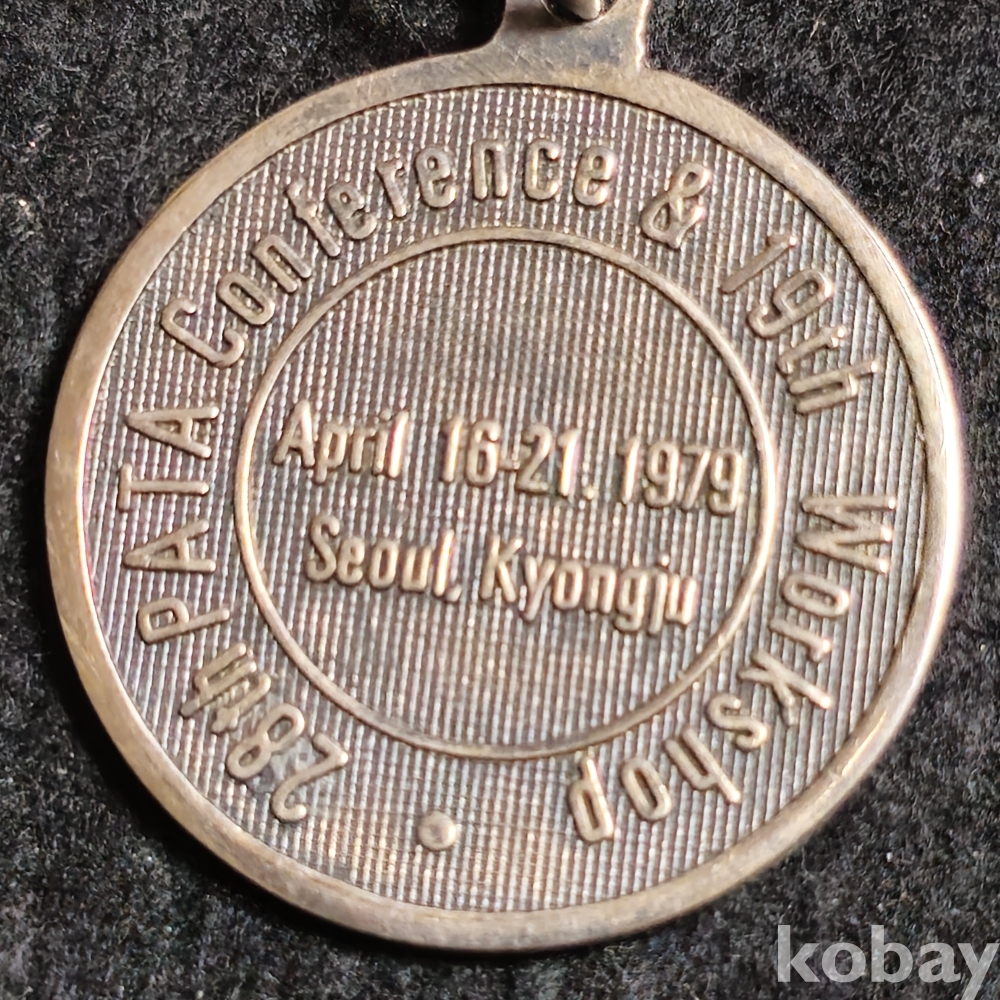 28th PATA Conference & 19th Workshop
April 16-21. 1979
Seoul, Kyongju
kobay